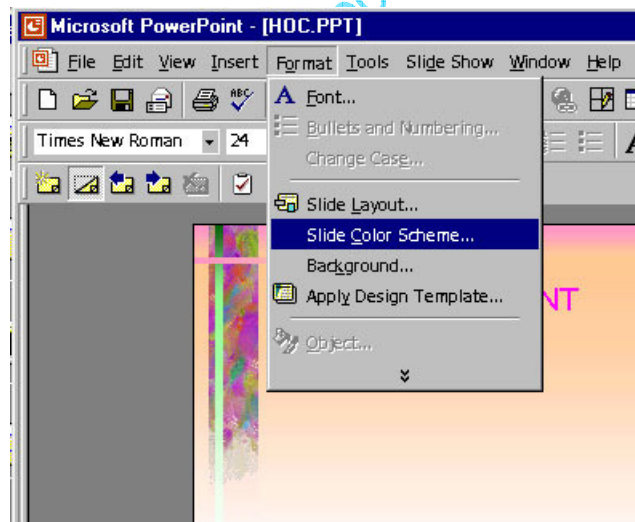 Microsoft PowerPoint - [HOC.PPT]
File Edit View Insert Format Tools Slide Show Window Help
ABC
Times New Roman 24
A Font...
Bullets and Numbering...
Change Case...
Slide Layout...
Slide Color Scheme...
Background...
Apply Design Template...
NT
Object...